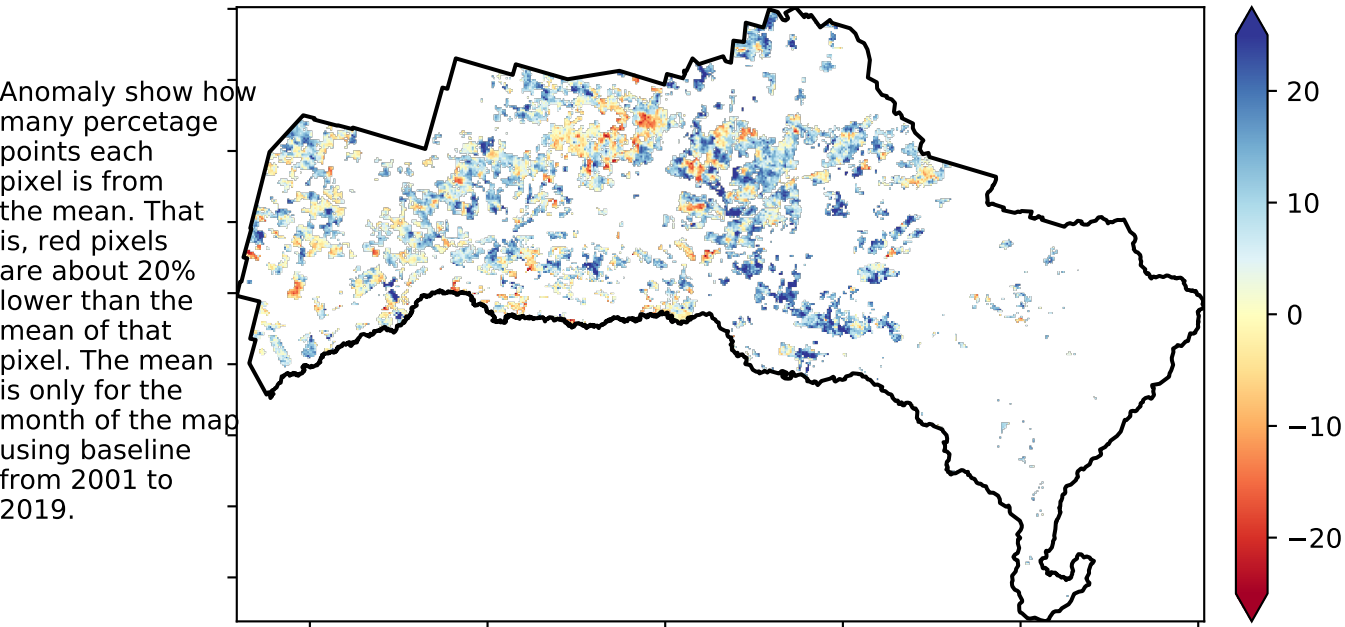 Anomaly show how
many percetage
points each
pixel is from
the mean. That
is, red pixels
are about 20%
lower than the
mean of that
pixel. The mean
is only for the
month of the map
using baseline
from 2001 to
2019.
20
10
0
−10
−20